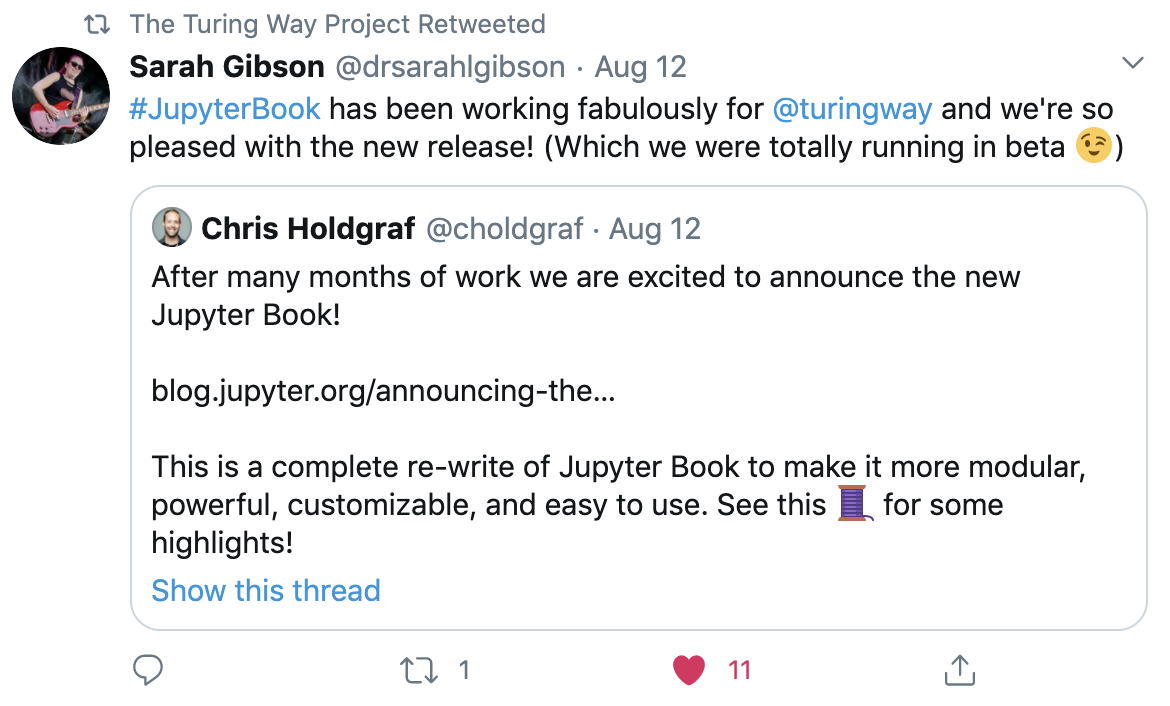 The Turing Way Project Retweeted
Sarah Gibson @drsarahlgibson · Aug 12
#JupyterBook has been working fabulously for @turingway and we're so
pleased with the new release! (Which we were totally running in beta 😉)
Chris Holdgraf @choldgraf · Aug 12
After many months of work we are excited to announce the new
Jupyter Book!
blog.jupyter.org/announcing-the...
This is a complete re-write of Jupyter Book to make it more modular,
powerful, customizable, and easy to use. See this 🧵 for some
highlights!
Show this thread
1
11